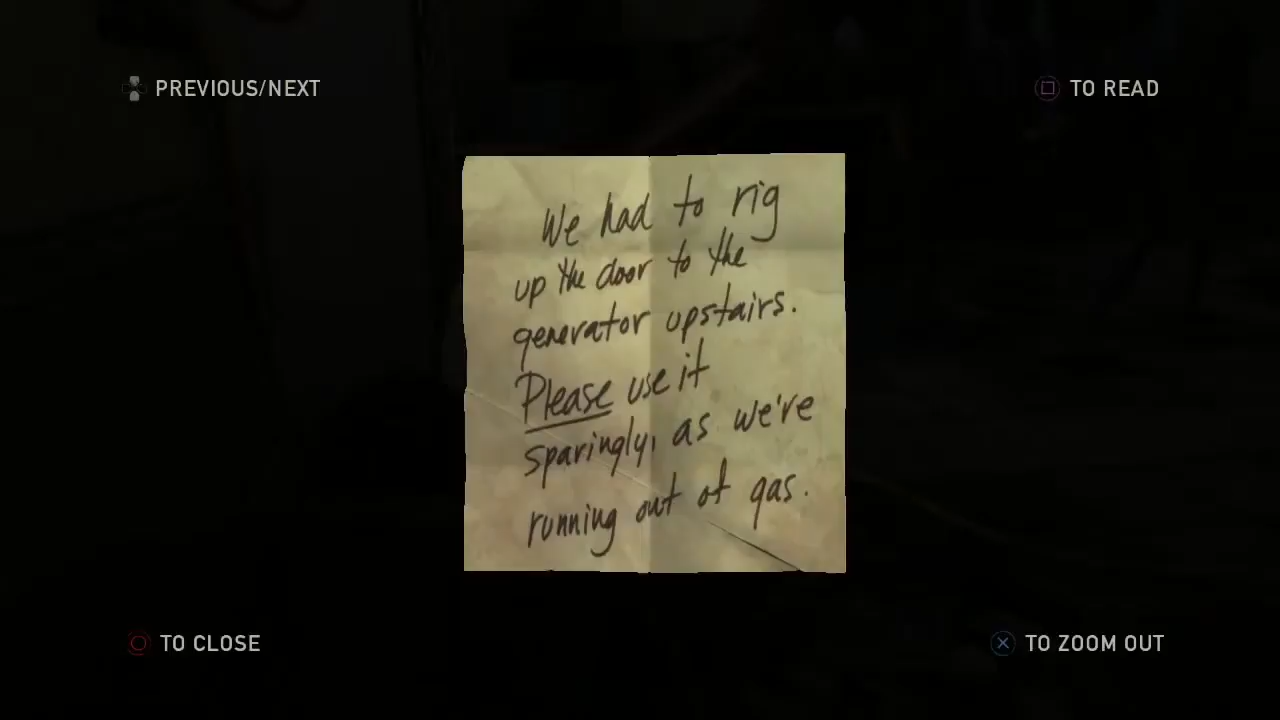 PREVIOUS/NEXT
TO READ
We had to rig
up the door to the
generator upstairs.
Please use it
sparingly, as we're
running out of gas.
TO CLOSE
TO ZOOM OUT